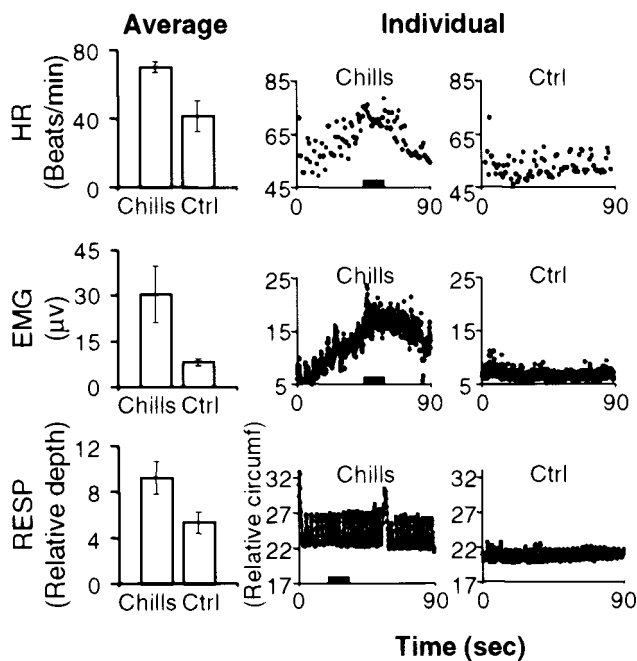 Average Individual
HR
(Beats/min)
80
40
0
Chills Ctrl
Chills
85
65
45
0 90
Ctrl
85
65
45
0 90
EMG
(μv)
45
30
15
0
Chills Ctrl
Chills
25
15
5
0 90
Ctrl
25
15
5
0 90
RESP
(Relative depth)
12
8
4
0
Chills Ctrl
(Relative circumf)
Chills
32
27
22
17
0 90
Ctrl
32
27
22
17
0 90
Time (sec)